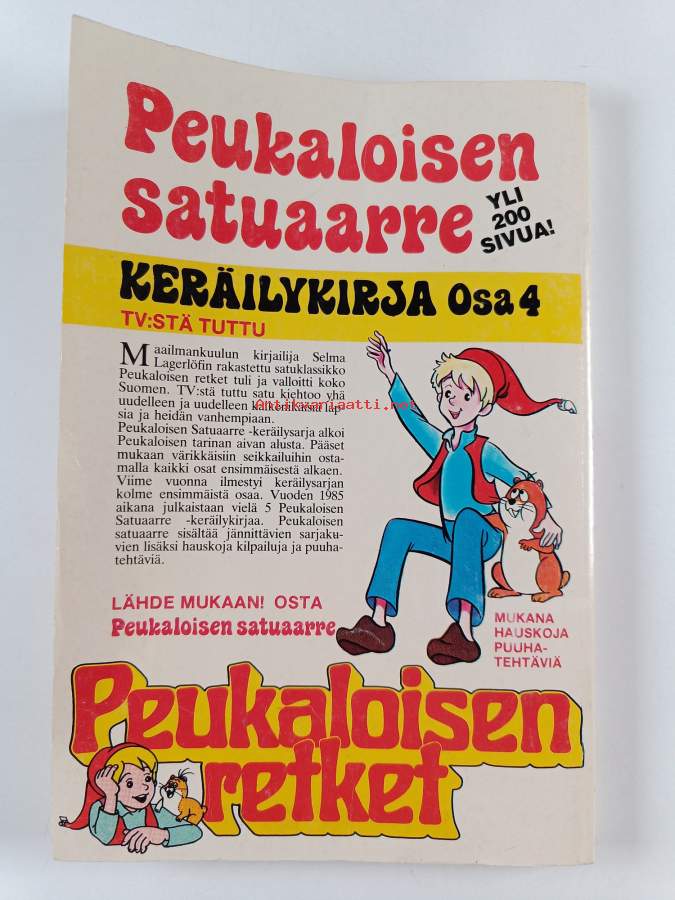 Peukaloisen
satuaarre
YLI
200
SIVUA!
KERÄILYKIRJA Osa 4
TV:STÄ TUTTU
Maailmankuulun kirjailija Selma
Lagerlöfin rakastettu satuklassikko
Peukaloisen retket tuli ja valloitti koko
Suomen. TV:stä tuttu satu kiehtoo yhä
uudelleen ja uudelleen kaikenikäisiä lap-
sia ja heidän vanhempiaan.
Antikvariaatti.net
Peukaloisen Satuaarre -keräilysarja alkoi
Peukaloisen tarinan aivan alusta. Pääset
mukaan värikkäisiin seikkailuihin osta-
malla kaikki osat ensimmäisestä alkaen.
Viime vuonna ilmestyi keräilysarjan
kolme ensimmäistä osaa. Vuoden 1985
aikana julkaistaan vielä 5 Peukaloisen
Satuaarre -keräilykirjaa. Peukaloisen
satuaarre sisältää jännittävien sarjaku-
vien lisäksi hauskoja kilpailuja ja puuha-
tehtäviä.
LÄHDE MUKAAN! OSTA
Peukaloisen satuaarre
MUKANA
HAUSKOJA
PUUHA-
TEHTÄVIÄ
Peukaloisen
retket